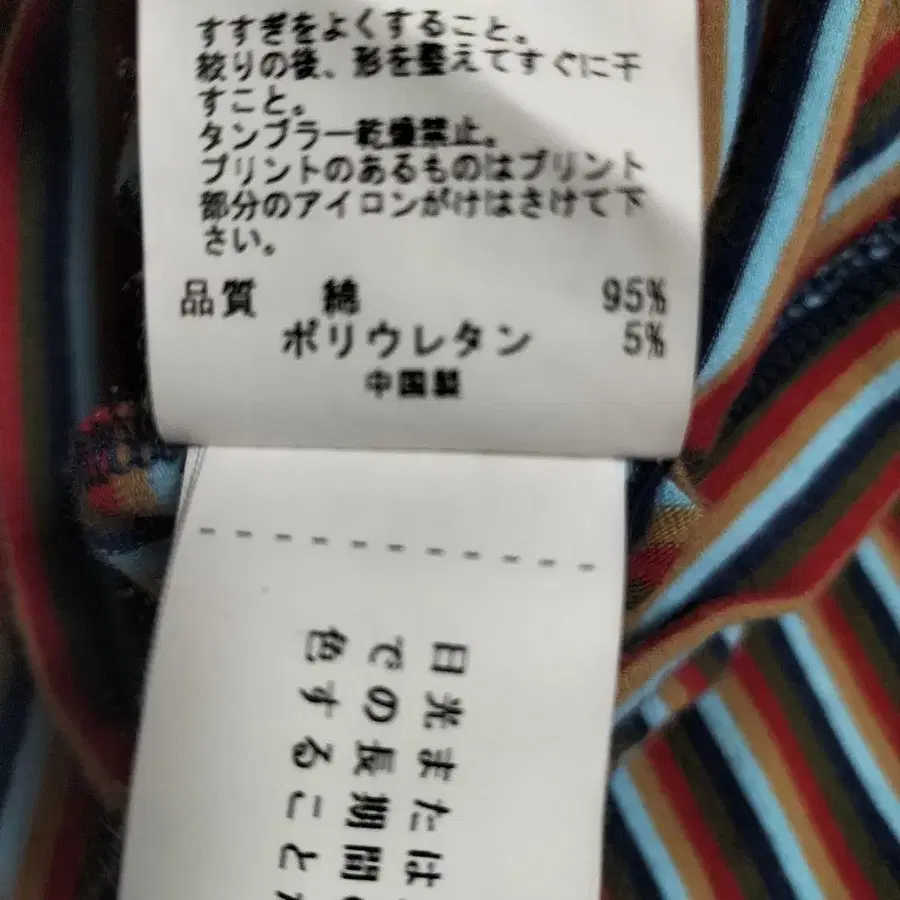 すすぎをよくすること。
絞りの後、形を整えてすぐに干
すこと。
タンブラー乾燥禁止。
プリントのあるものはプリント
部分のアイロンがけはさけて下
さい。
品質 綿 95%
ポリウレタン 5%
中国製
日光または
での長期間
色すること